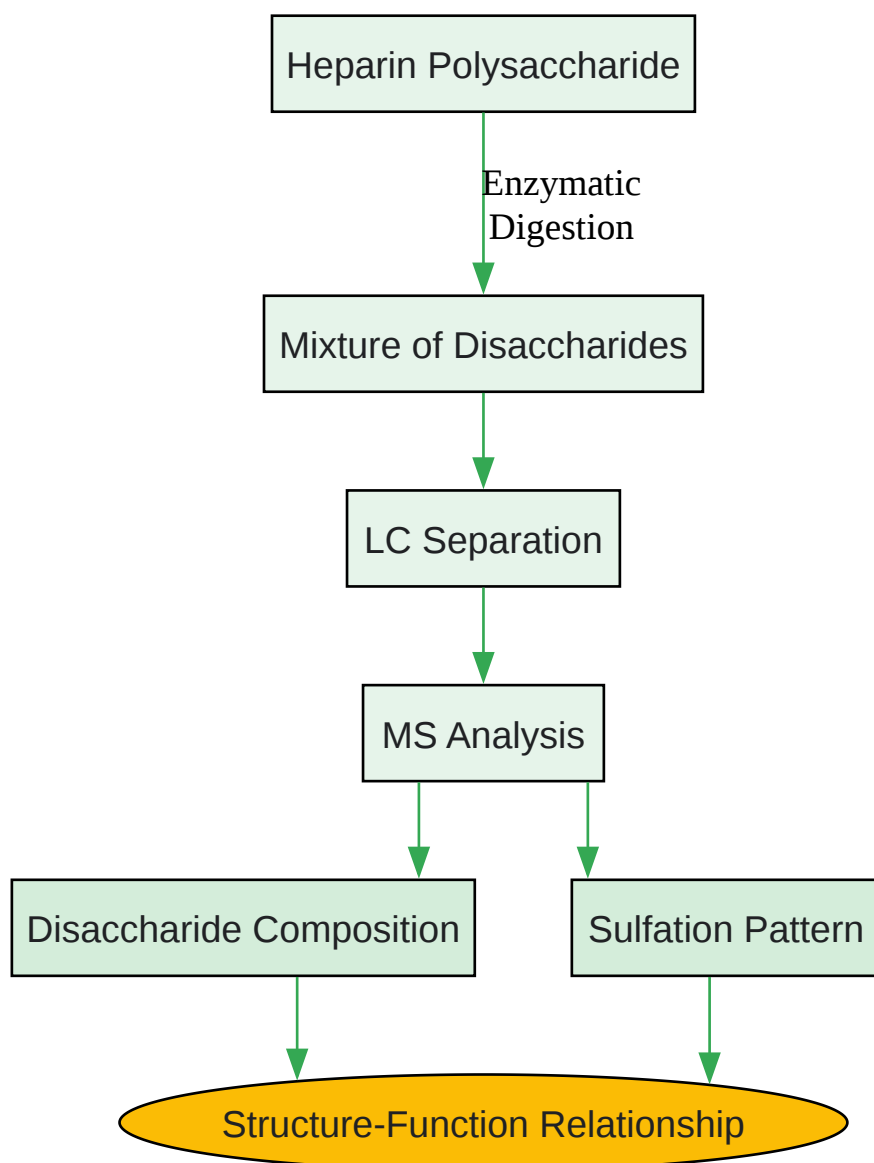 Heparin Polysaccharide
Enzymatic
Digestion
Mixture of Disaccharides
LC Separation
MS Analysis
Disaccharide Composition
Sulfation Pattern
Structure-Function Relationship